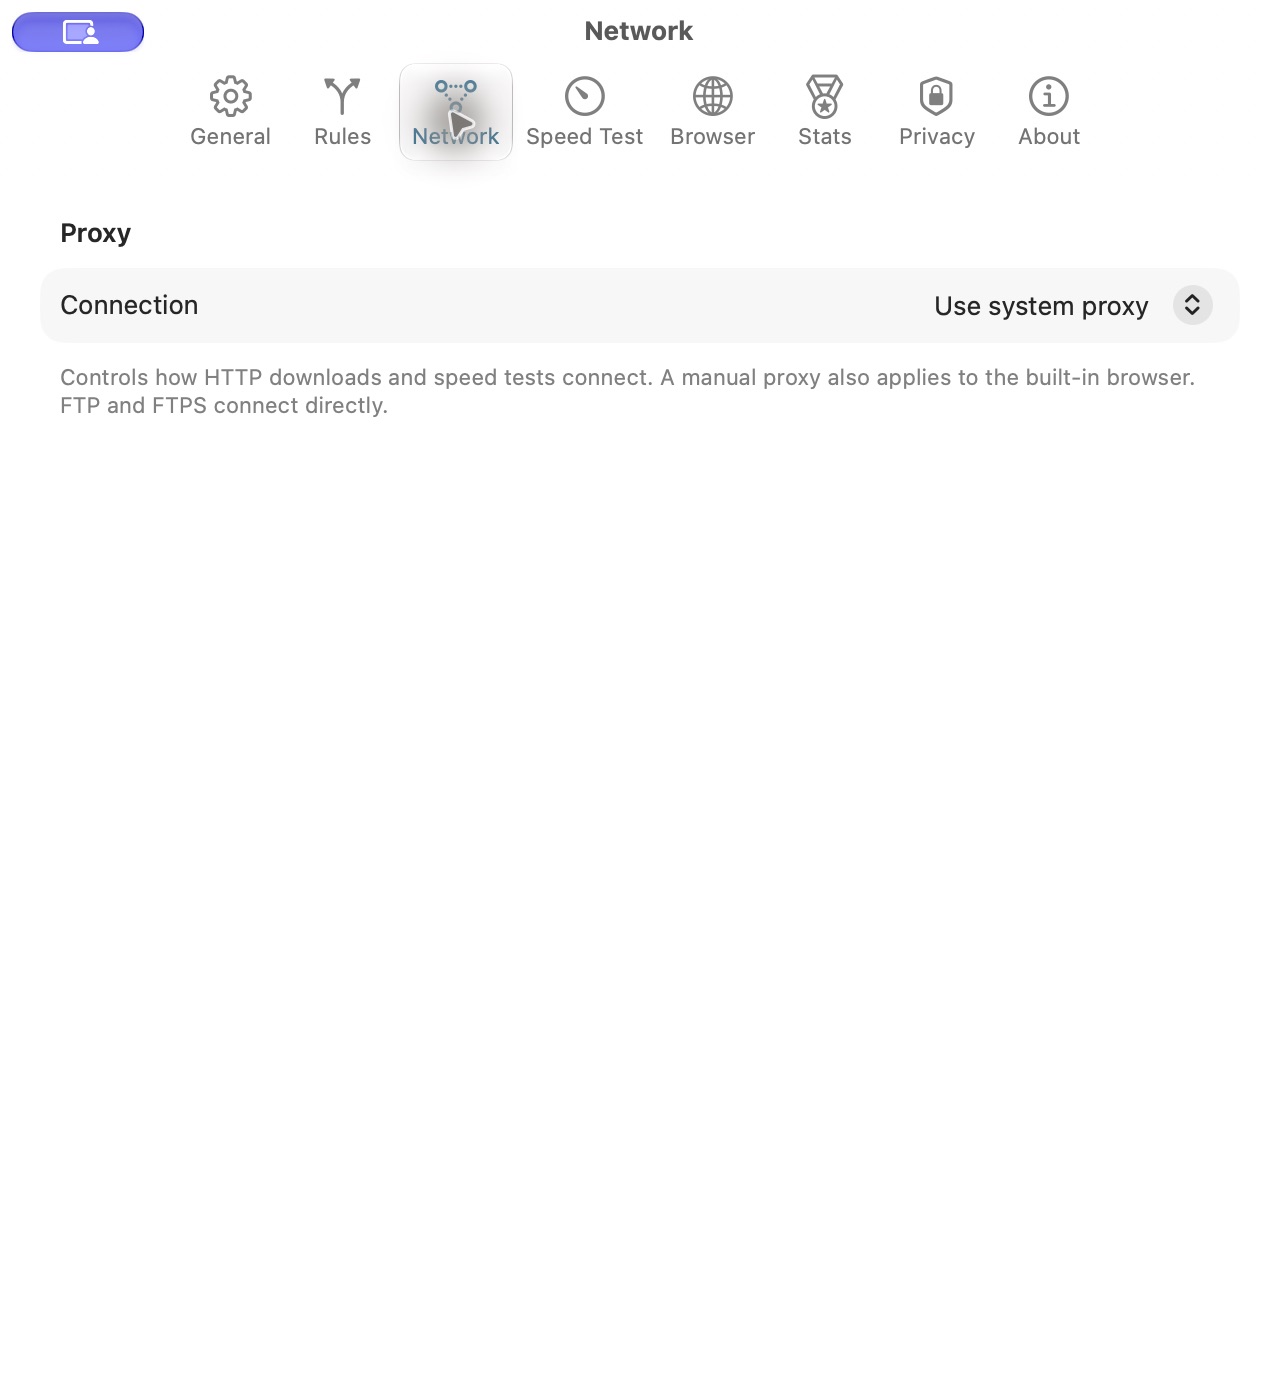 Network
General
Rules
Network
Speed Test
Browser
Stats
Privacy
About
Proxy
Connection
Use system proxy
Controls how HTTP downloads and speed tests connect. A manual proxy also applies to the built-in browser.
FTP and FTPS connect directly.